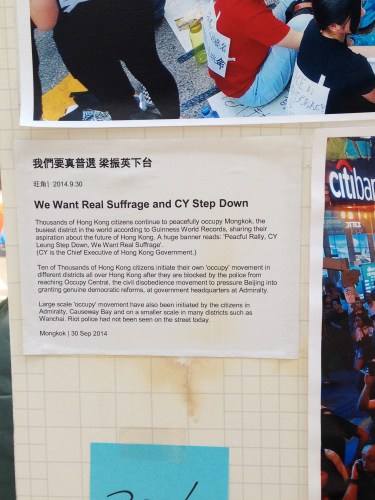 我們要真普選 梁振英下台
旺角| 2014.9.30
We Want Real Suffrage and CY Step Down
Thousands of Hong Kong citizens continue to peacefully occupy Mongkok, the
busiest district in the world according to Guinness World Records, sharing their
aspiration about the future of Hong Kong. A huge banner reads: 'Peaceful Rally, CY
Leung Step Down, We Want Real Suffrage'.
(CY is the Chief Executive of Hong Kong Government.)
Ten of Thousands of Hong Kong citizens initiate their own 'occupy' movement in
different districts all over Hong Kong after they are blocked by the police from
reaching Occupy Central, the civil disobedience movement to pressure Beijing into
granting genuine democratic reforms, at government headquarters at Admiralty.
Large scale 'occupy' movement have also been initiated by the citizens in
Admiralty, Causeway Bay and on a smaller scale in many districts such as
Wanchai. Riot police had not been seen on the street today.
Mongkok | 30 Sep 2014
citiban